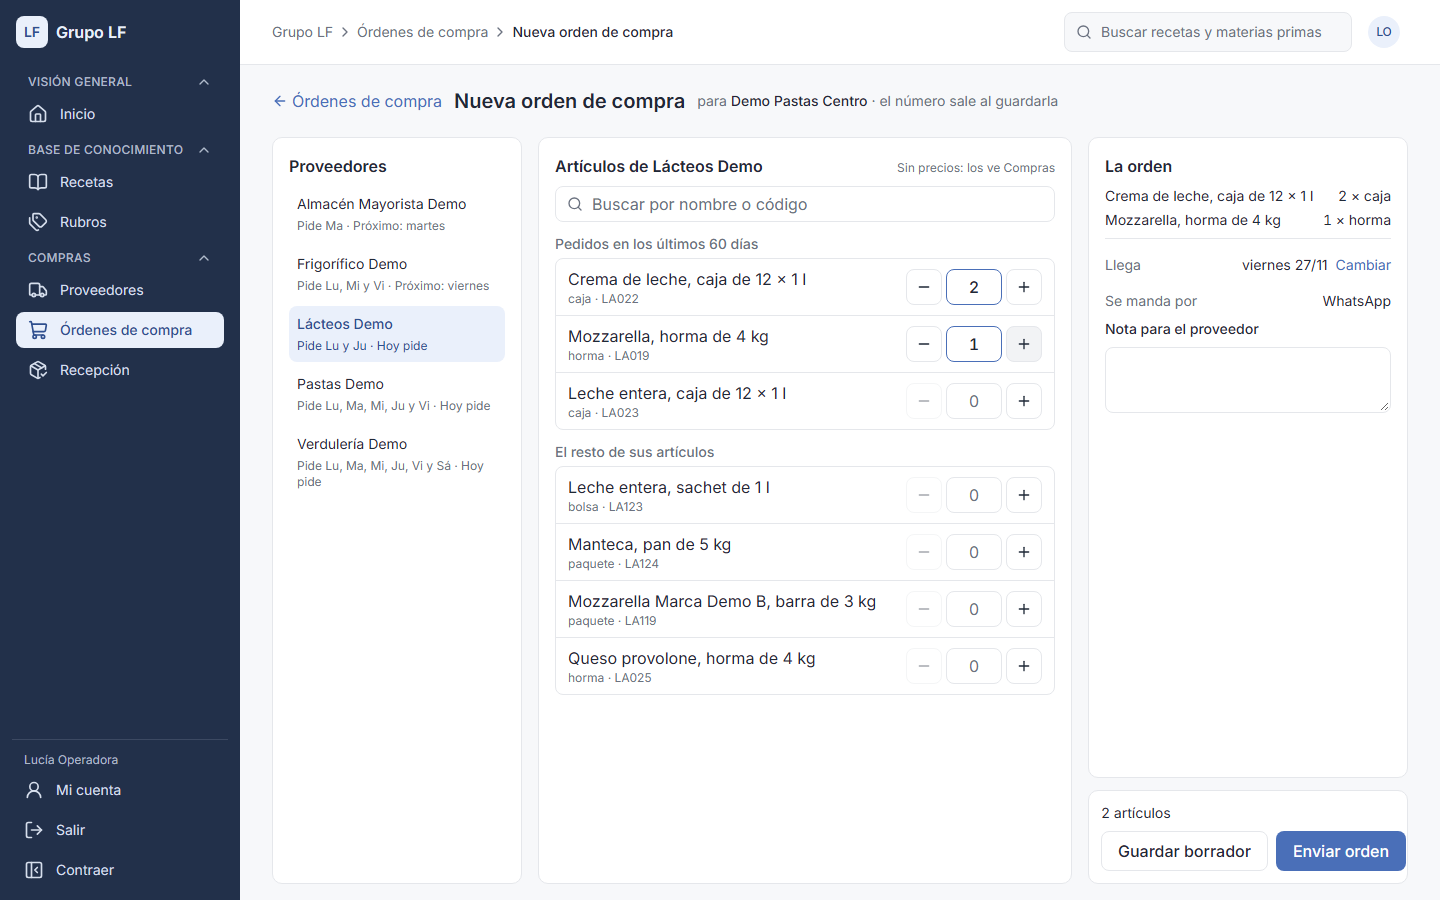 LF Grupo LF
VISIÓN GENERAL
Inicio
BASE DE CONOCIMIENTO
Recetas
Rubros
COMPRAS
Proveedores
Órdenes de compra
Recepción
Lucía Operadora
Mi cuenta
Salir
Contraer
Grupo LF > Órdenes de compra > Nueva orden de compra
Buscar recetas y materias primas
LO
← Órdenes de compra Nueva orden de compra para Demo Pastas Centro · el número sale al guardarla
Proveedores
Almacén Mayorista Demo
Pide Ma · Próximo: martes
Frigorífico Demo
Pide Lu, Mi y Vi · Próximo: viernes
Lácteos Demo
Pide Lu y Ju · Hoy pide
Pastas Demo
Pide Lu, Ma, Mi, Ju y Vi · Hoy pide
Verdulería Demo
Pide Lu, Ma, Mi, Ju, Vi y Sá · Hoy
pide
Artículos de Lácteos Demo
Sin precios: los ve Compras
Buscar por nombre o código
Pedidos en los últimos 60 días
Crema de leche, caja de 12 × 1 l
caja · LA022
− 2 +
Mozzarella, horma de 4 kg
horma · LA019
− 1 +
Leche entera, caja de 12 × 1 l
caja · LA023
− 0 +
El resto de sus artículos
Leche entera, sachet de 1 l
bolsa · LA123
− 0 +
Manteca, pan de 5 kg
paquete · LA124
− 0 +
Mozzarella Marca Demo B, barra de 3 kg
paquete · LA119
− 0 +
Queso provolone, horma de 4 kg
horma · LA025
− 0 +
La orden
Crema de leche, caja de 12 × 1 l 2 × caja
Mozzarella, horma de 4 kg 1 × horma
Llega viernes 27/11 Cambiar
Se manda por WhatsApp
Nota para el proveedor
2 artículos
Guardar borrador
Enviar orden